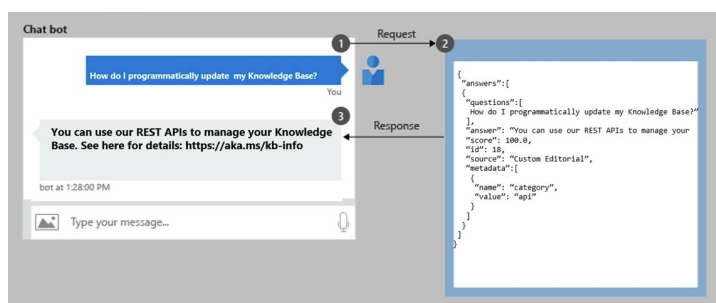 Chat bot
1
Request
2
How do I programmatically update my Knowledge Base?
You
3
Response
You can use our REST APIs to manage your Knowledge
Base. See here for details: https://aka.ms/kb-info
bot at 1:28:00 PM
Type your message...
{
"answers":[
{
"questions":[
How do I programmatically update my Knowledge Base?"
],
"answer": "You can use our REST APIs to manage your
"score": 100.0,
"id": 18,
"source": "Custom Editorial",
"metadata":[
{
"name": "category",
"value": "api"
}
]
}
]
}